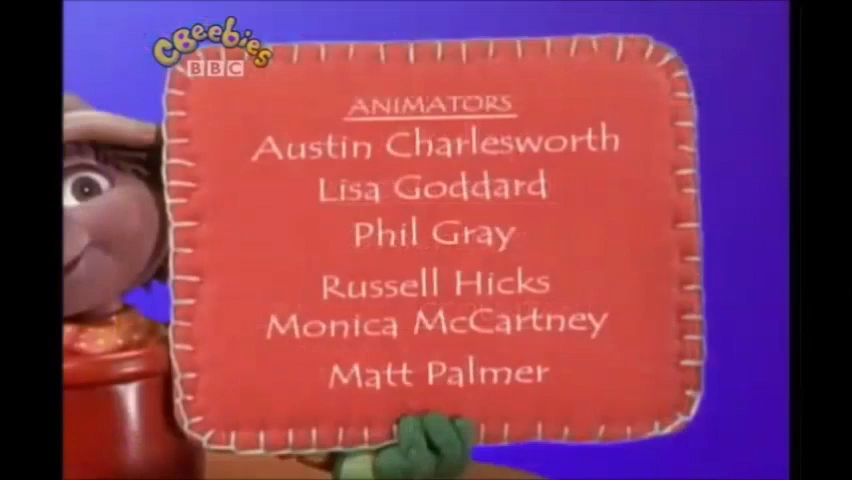 CBeebies
BBC
ANIMATORS
Austin Charlesworth
Lisa Goddard
Phil Gray
Russell Hicks
Monica McCartney
Matt Palmer